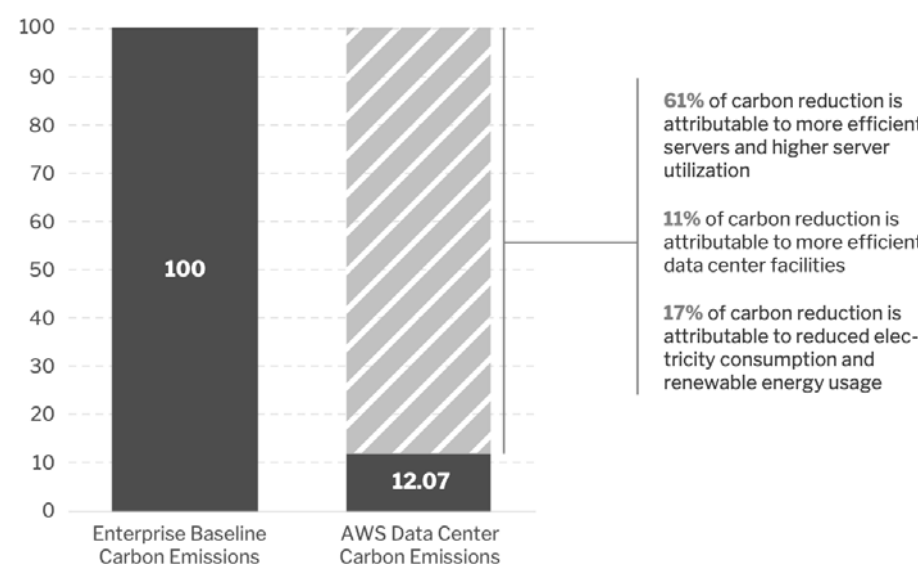 100
90
80
70
60
50
40
30
20
10
0
100
12.07
Enterprise Baseline
Carbon Emissions
AWS Data Center
Carbon Emissions
61% of carbon reduction is
attributable to more efficient
servers and higher server
utilization
11% of carbon reduction is
attributable to more efficient
data center facilities
17% of carbon reduction is
attributable to reduced elec-
tricity consumption and
renewable energy usage